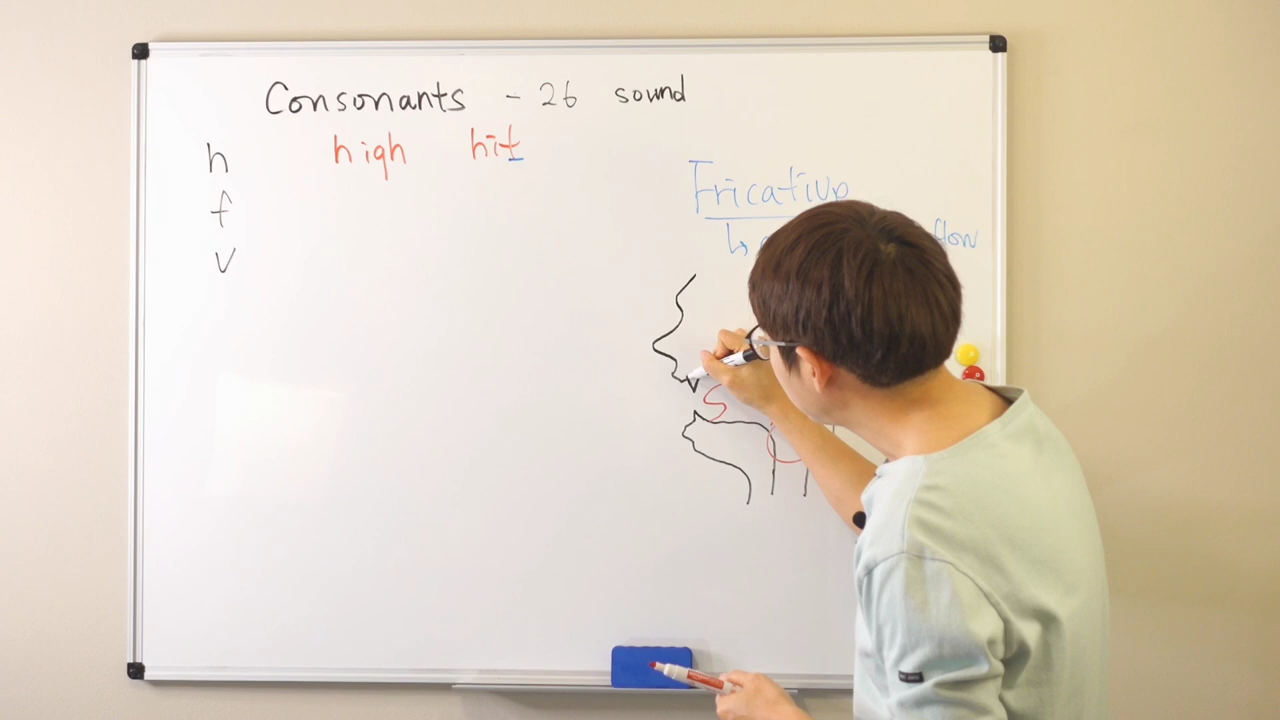 Consonants - 26 sound
h high hit
f
v
Fricative
↳ flow
S